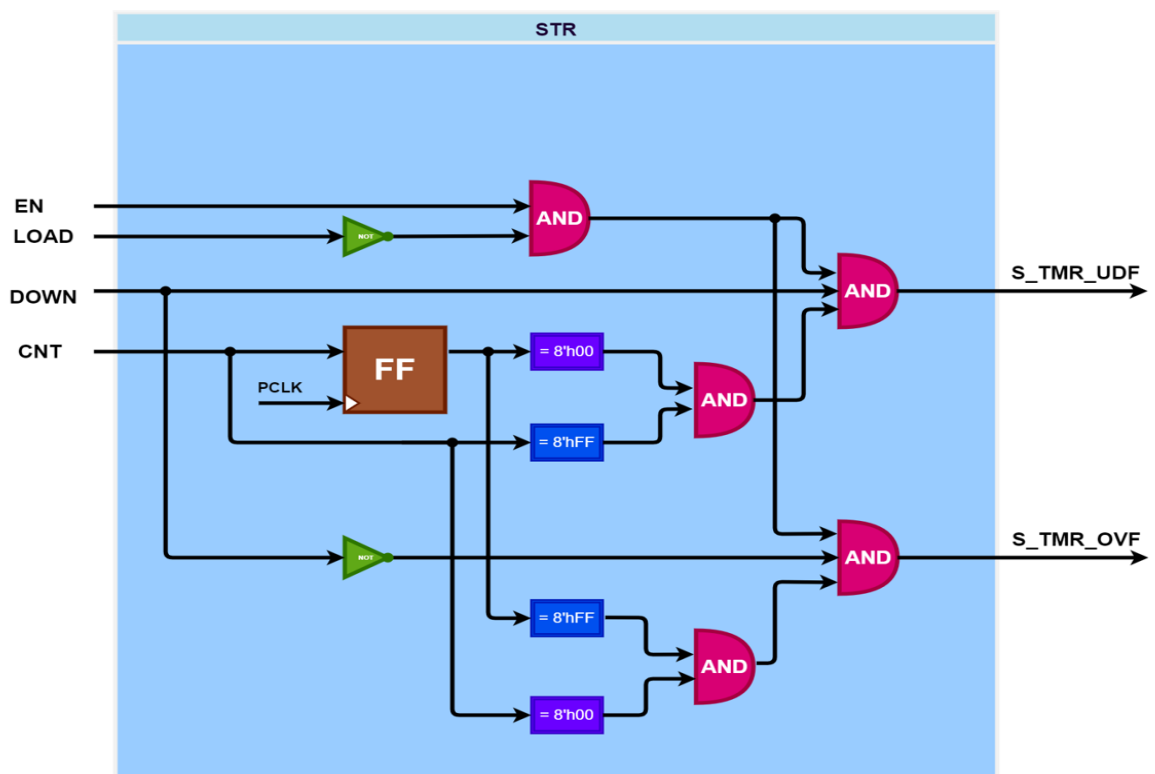 STR
EN
LOAD
NOT
AND
DOWN
AND
S_TMR_UDF
CNT
FF
PCLK
= 8'h00
= 8'hFF
AND
NOT
AND
S_TMR_OVF
= 8'hFF
= 8'h00
AND